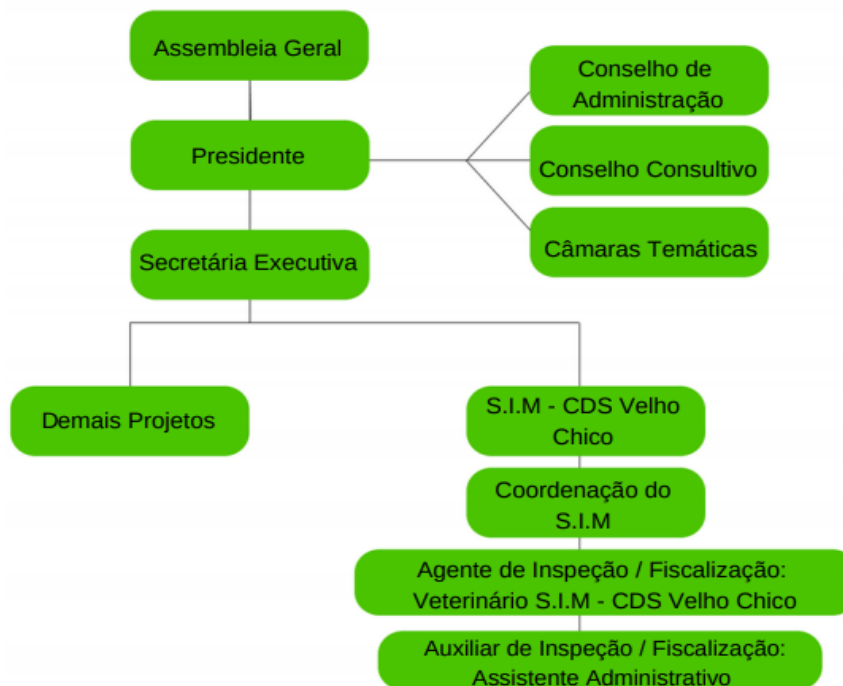 Assembleia Geral
Conselho de
Administração
Presidente
Conselho Consultivo
Secretária Executiva
Câmaras Temáticas
Demais Projetos
S.I.M - CDS Velho
Chico
Coordenação do
S.I.M
Agente de Inspeção / Fiscalização:
Veterinário S.I.M - CDS Velho Chico
Auxiliar de Inspeção / Fiscalização:
Assistente Administrativo